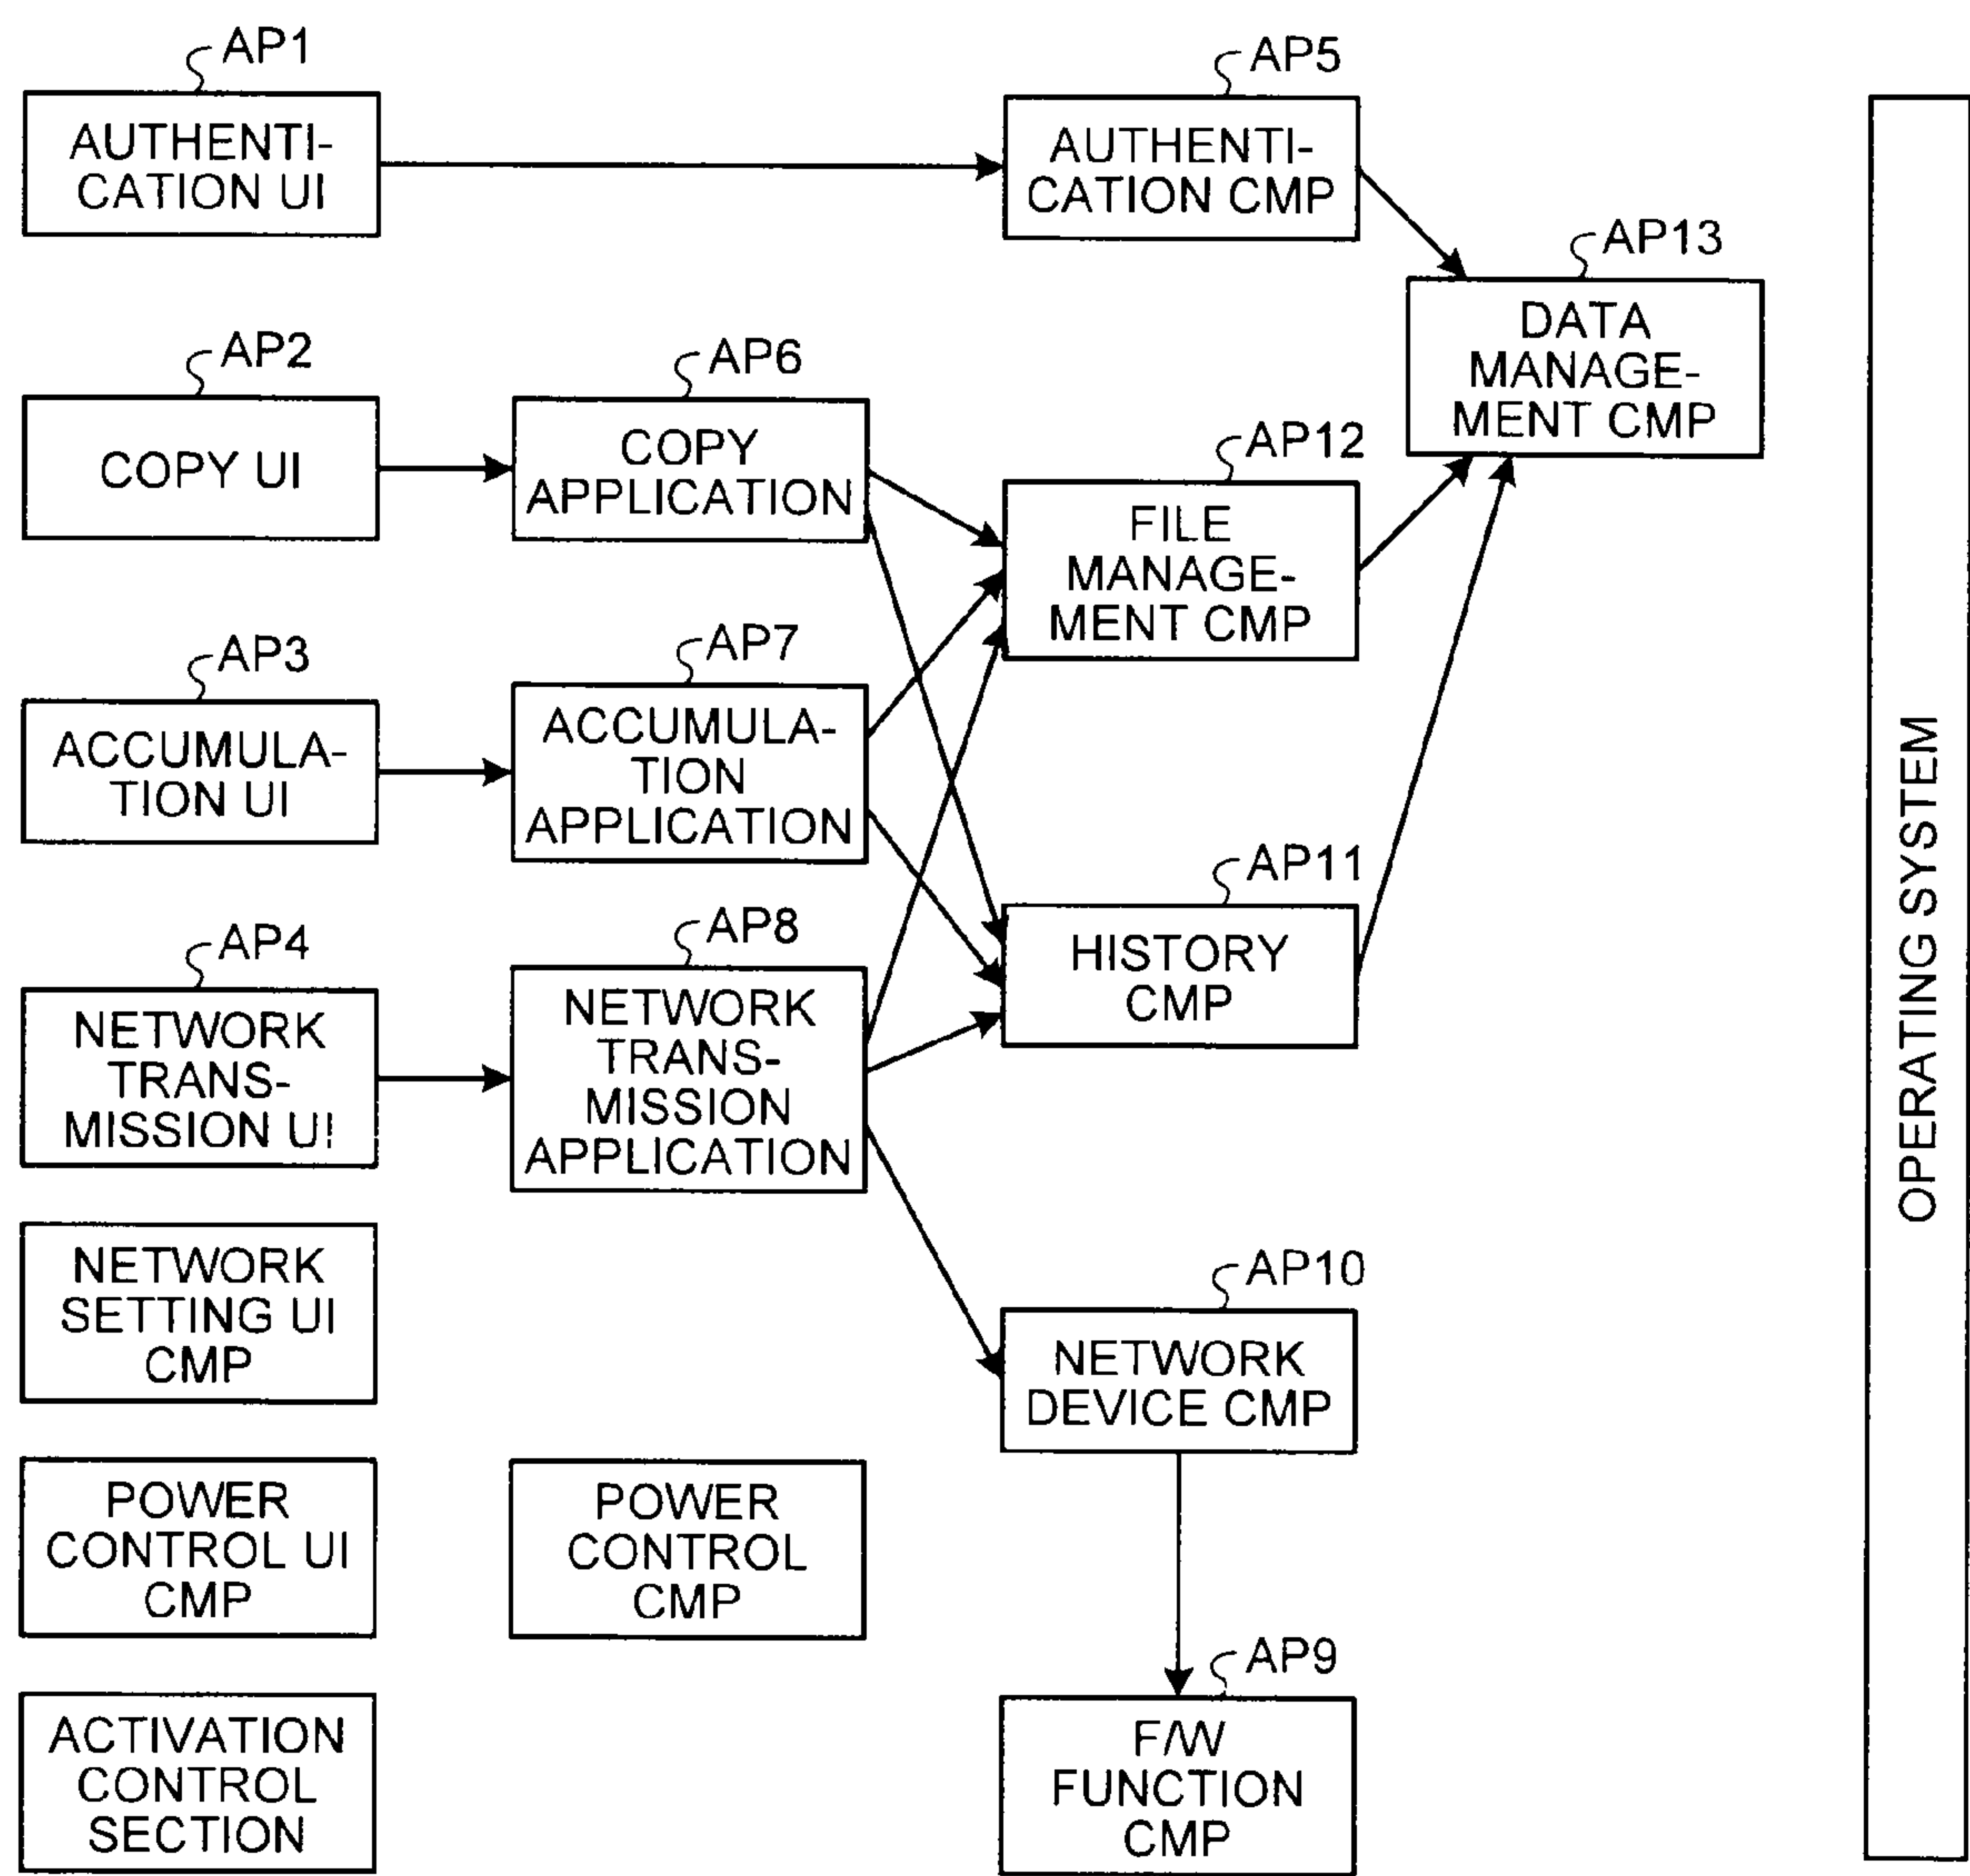 AP1
AUTHENTI-
CATION UI
AP5
AUTHENTI-
CATION CMP
AP13
DATA
MANAGE-
MENT CMP
AP2
COPY UI
AP6
COPY
APPLICATION
AP12
FILE
MANAGE-
MENT CMP
AP3
ACCUMULA-
TION UI
AP7
ACCUMULA-
TION
APPLICATION
AP11
HISTORY
CMP
AP4
NETWORK
TRANS-
MISSION UI
AP8
NETWORK
TRANS-
MISSION
APPLICATION
NETWORK
SETTING UI
CMP
AP10
NETWORK
DEVICE CMP
POWER
CONTROL UI
CMP
POWER
CONTROL
CMP
ACTIVATION
CONTROL
SECTION
AP9
F/W
FUNCTION
CMP
OPERATING SYSTEM